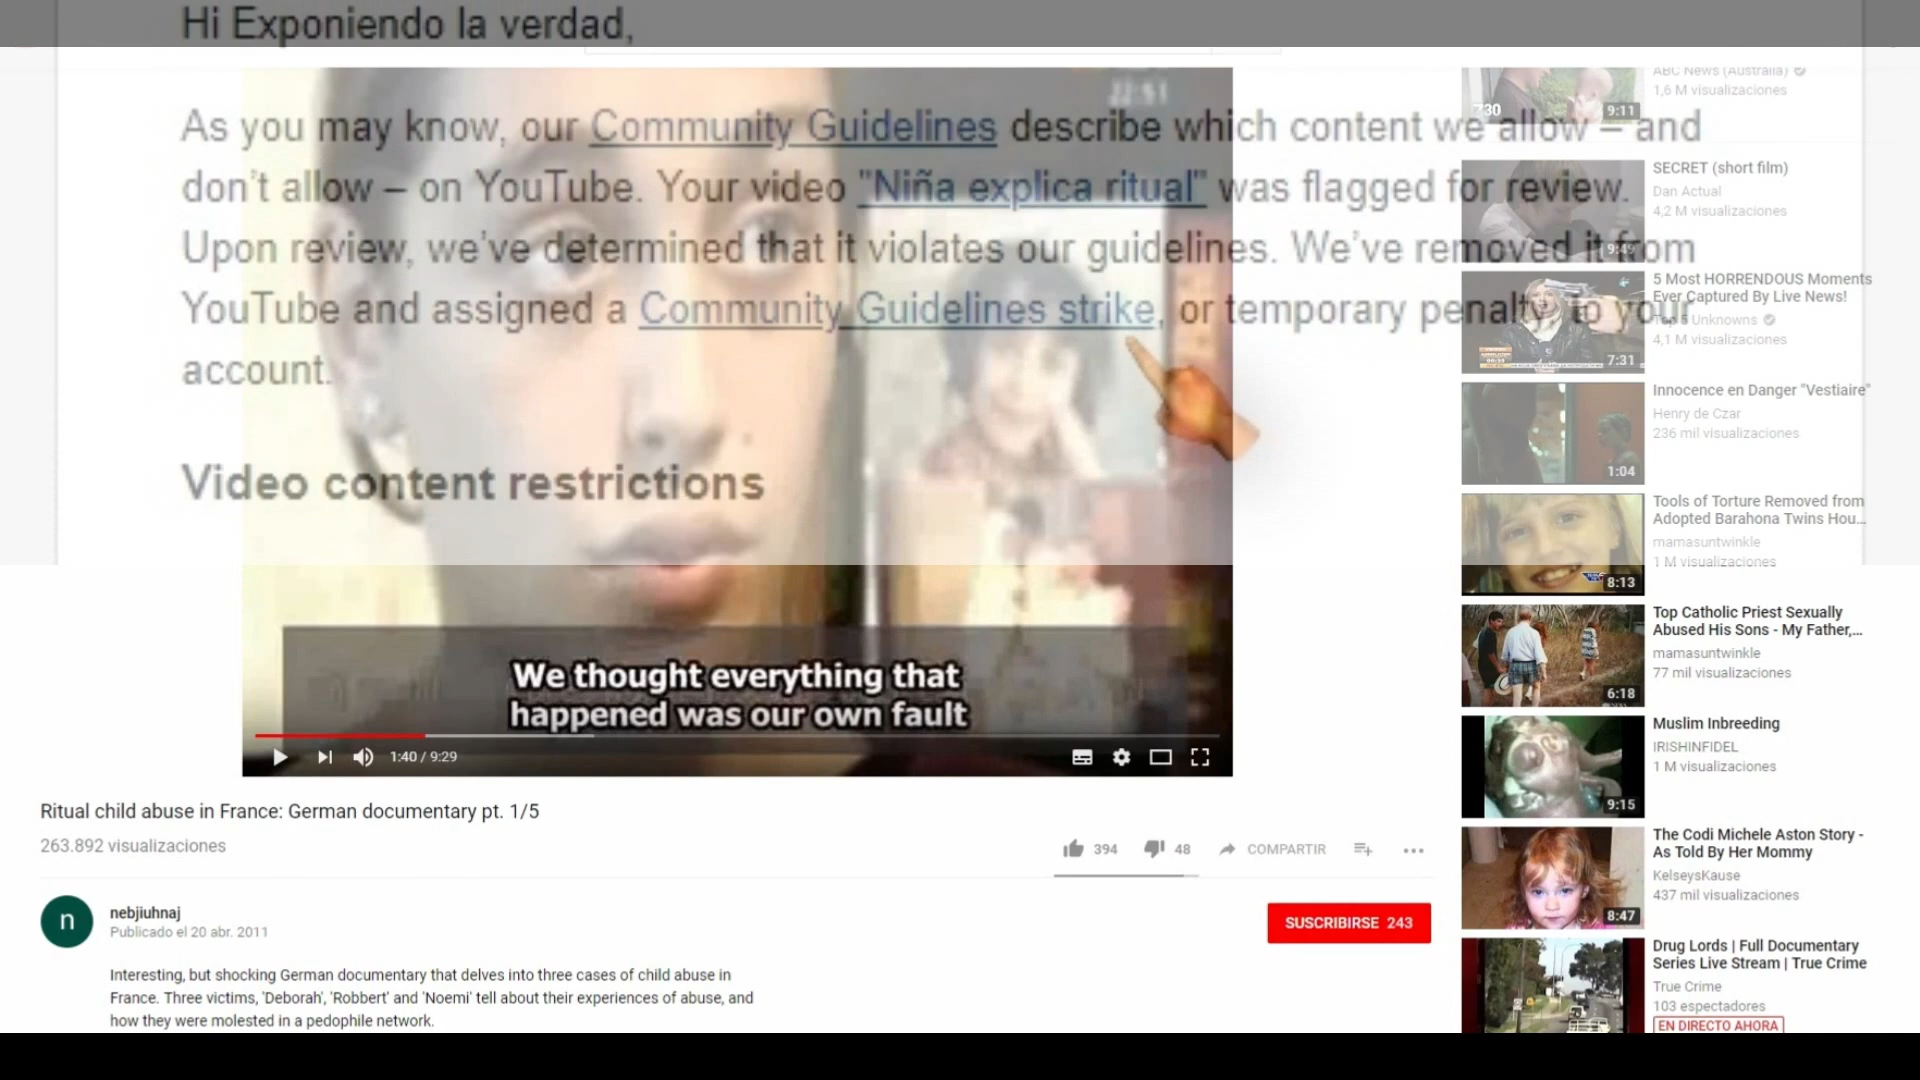 Hi Exponiendo la verdad,
As you may know, our Community Guidelines describe which content we allow – and
don't allow – on YouTube. Your video "Niña explica ritual" was flagged for review.
Upon review, we've determined that it violates our guidelines. We've removed it from
YouTube and assigned a Community Guidelines strike, or temporary penalty, to your
account.
Video content restrictions
22:51
We thought everything that
happened was our own fault
1:40 / 9:29
Ritual child abuse in France: German documentary pt. 1/5
263.892 visualizaciones
394
48
COMPARTIR
n
nebjiuhnaj
Publicado el 20 abr. 2011
SUSCRIBIRSE 243
Interesting, but shocking German documentary that delves into three cases of child abuse in
France. Three victims, 'Deborah', 'Robbert' and 'Noemi' tell about their experiences of abuse, and
how they were molested in a pedophile network.
ABC News (Australia)
1,6 M visualizaciones
7.30
9:11
SECRET (short film)
Dan Actual
4,2 M visualizaciones
9:49
5 Most HORRENDOUS Moments
Ever Captured By Live News!
Top 5 Unknowns
4,1 M visualizaciones
7:31
Innocence en Danger "Vestiaire"
Henry de Czar
236 mil visualizaciones
1:04
Tools of Torture Removed from
Adopted Barahona Twins Hou...
mamasuntwinkle
1 M visualizaciones
8:13
Top Catholic Priest Sexually
Abused His Sons - My Father,...
mamasuntwinkle
77 mil visualizaciones
6:18
Muslim Inbreeding
IRISHINFIDEL
1 M visualizaciones
9:15
The Codi Michele Aston Story -
As Told By Her Mommy
KelseysKause
437 mil visualizaciones
8:47
Drug Lords | Full Documentary
Series Live Stream | True Crime
True Crime
103 espectadores
EN DIRECTO AHORA